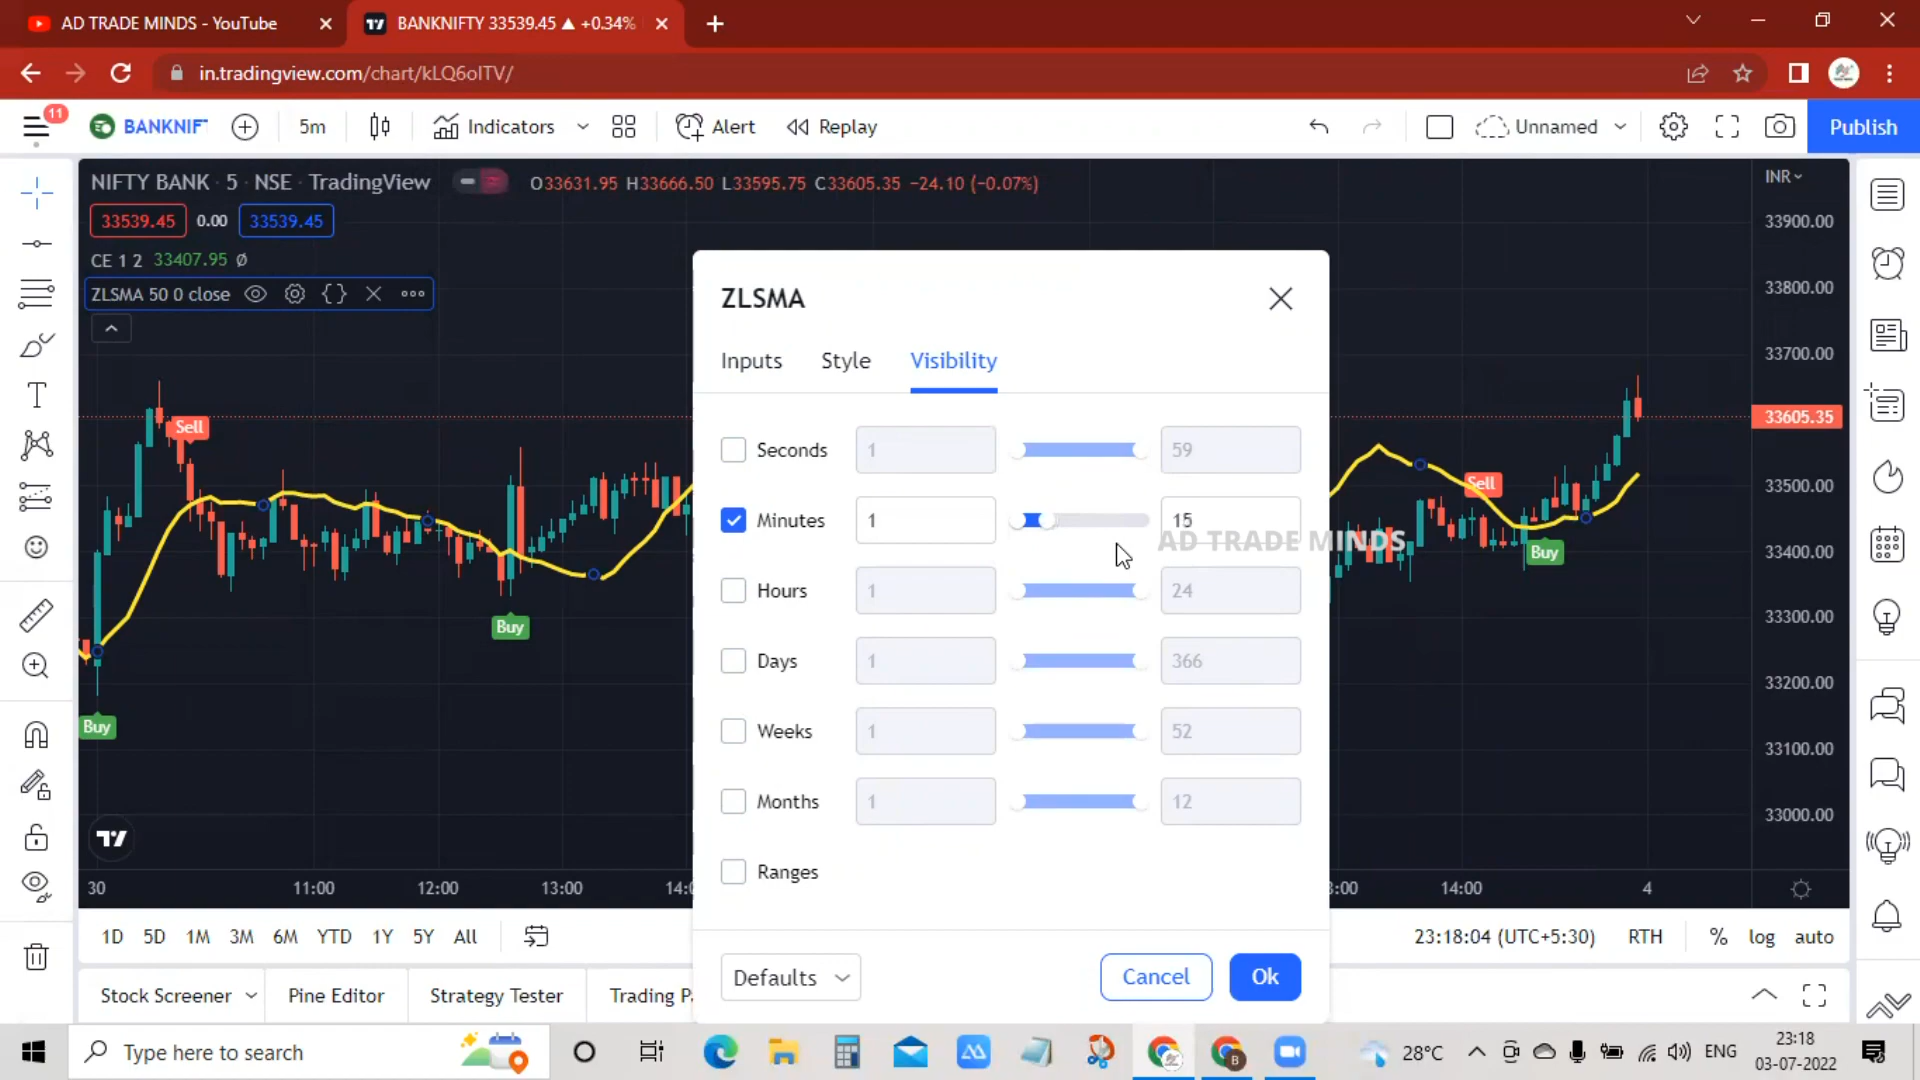 AD TRADE MINDS - YouTube
BANKNIFTY 33539.45 ▲ +0.34%
in.tradingview.com/chart/kLQ6oITV/
11
BANKNIF
5m
Indicators
Alert
Replay
Unnamed
Publish
NIFTY BANK · 5 · NSE · TradingView
O33631.95 H33666.50 L33595.75 C33605.35 −24.10 (−0.07%)
INR
33539.45 0.00 33539.45
CE 1 2 33407.95 Ø
ZLSMA 50 0 close
33900.00
33800.00
33700.00
33605.35
33500.00
33400.00
33300.00
33200.00
33100.00
33000.00
Sell
Buy
Buy
Sell
Buy
ZLSMA
Inputs Style Visibility
Seconds 1 59
Minutes 1 15
Hours 1 24
Days 1 366
Weeks 1 52
Months 1 12
Ranges
Defaults
Cancel
Ok
AD TRADE MINDS
30 11:00 12:00 13:00 14:0 3:00 14:00 4
1D 5D 1M 3M 6M YTD 1Y 5Y All
23:18:04 (UTC+5:30) RTH % log auto
Stock Screener Pine Editor Strategy Tester Trading P
Type here to search
B
28°C
ENG
23:18
03-07-2022